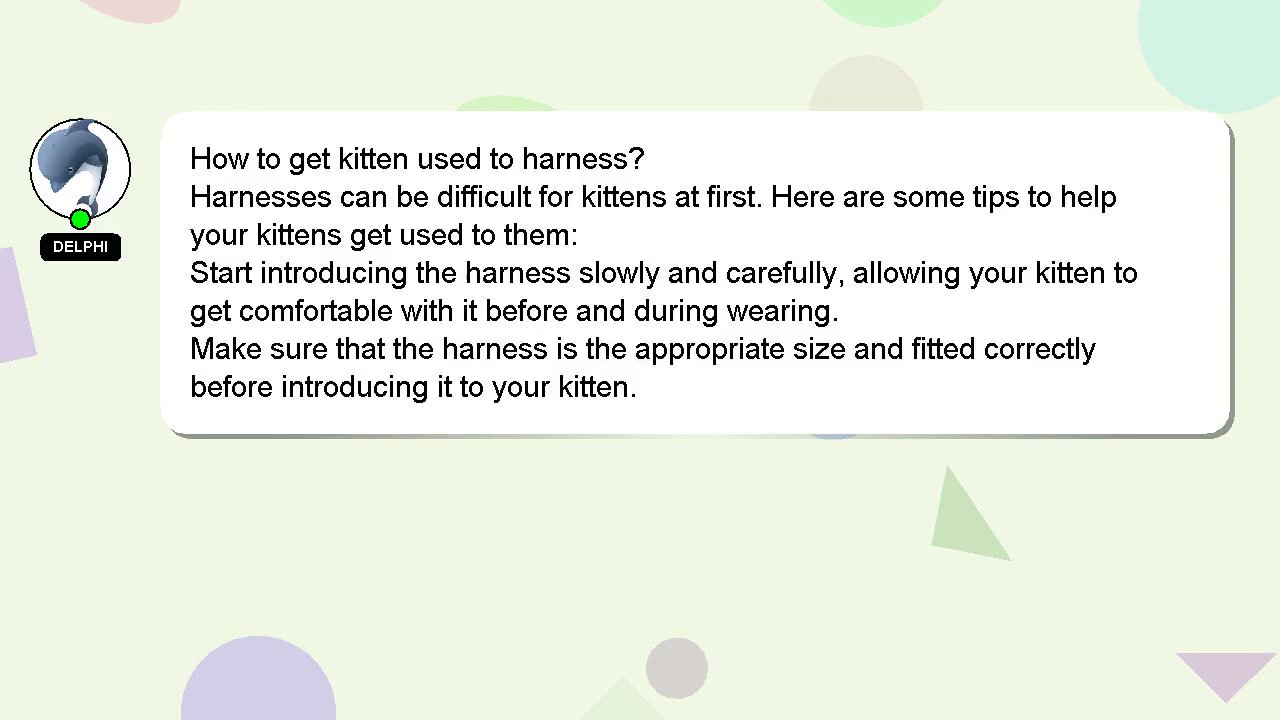 How to get kitten used to harness?
Harnesses can be difficult for kittens at first. Here are some tips to help
your kittens get used to them:
Start introducing the harness slowly and carefully, allowing your kitten to
get comfortable with it before and during wearing.
Make sure that the harness is the appropriate size and fitted correctly
before introducing it to your kitten.
DELPHI